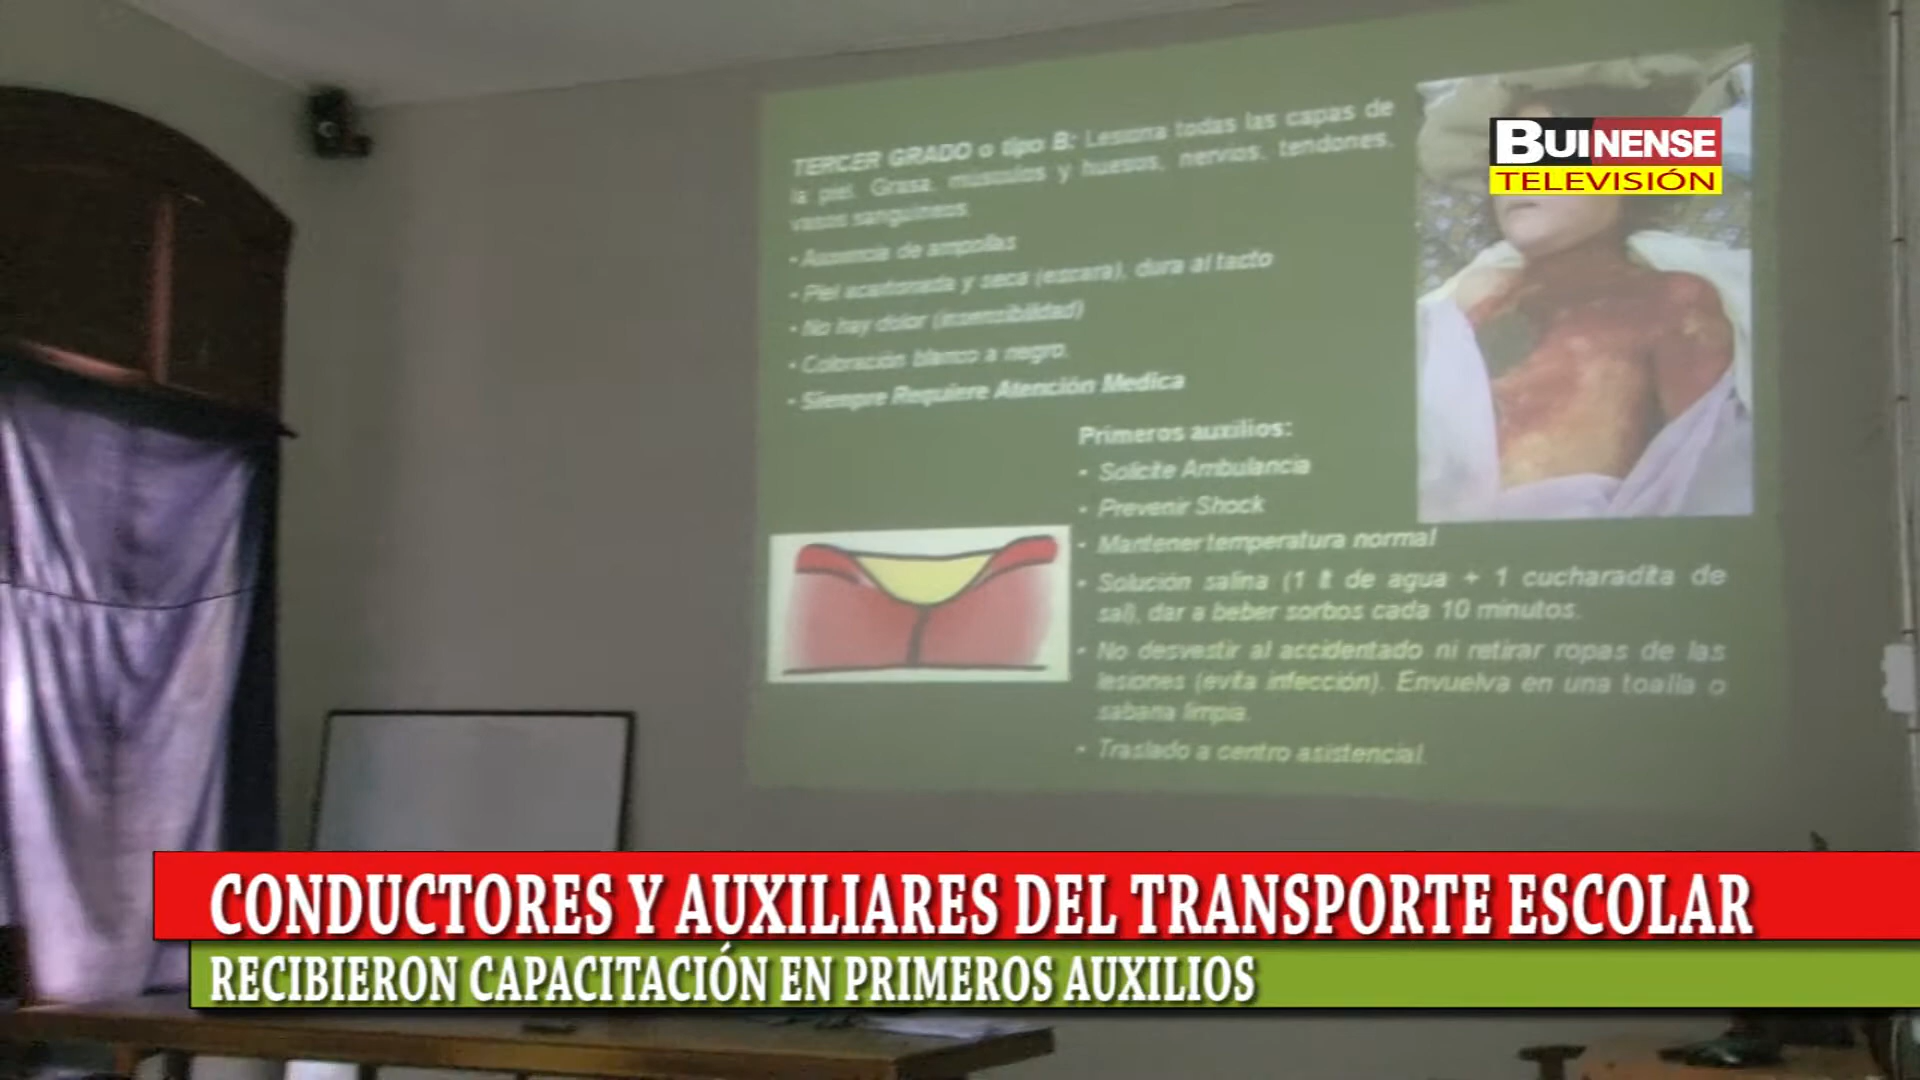 TERCER GRADO o tipo B: Lesiona todas las capas de
la piel. Grasa, musculos y huesos, nervios, tendones,
vasos sanguineos
• Ausencia de ampollas
• Piel acartonada y seca (escara), dura al tacto
• No hay dolor (insensibilidad)
• Coloración blanco a negro.
• Siempre Requiere Atención Medica
Primeros auxilios:
• Solicite Ambulancia
• Prevenir Shock
• Mantener temperatura normal
• Solución salina (1 lt de agua + 1 cucharadita de
sal), dar a beber sorbos cada 10 minutos.
• No desvestir al accidentado ni retirar ropas de las
lesiones (evita infección). Envuelva en una toalla o
sabana limpia.
• Traslado a centro asistencial.
BUINENSE
TELEVISIÓN
CONDUCTORES Y AUXILIARES DEL TRANSPORTE ESCOLAR
RECIBIERON CAPACITACIÓN EN PRIMEROS AUXILIOS